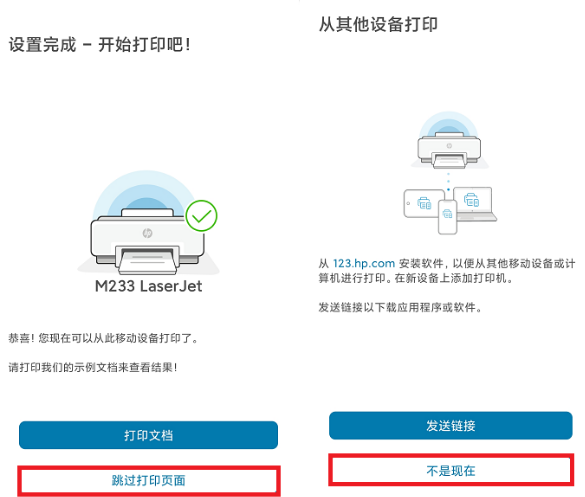 设置完成 – 开始打印吧！
hp
M233 LaserJet
恭喜！您现在可以从此移动设备打印了。
请打印我们的示例文档来查看结果！
打印文档
跳过打印页面
从其他设备打印
hp
从 123.hp.com 安装软件，以便从其他移动设备或计
算机进行打印。在新设备上添加打印机。
发送链接以下载应用程序或软件。
发送链接
不是现在